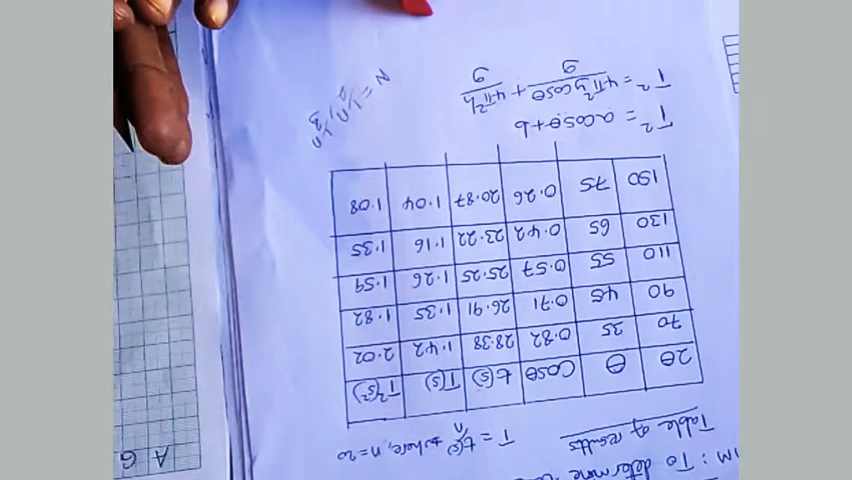 IM: To determine
Table of results
T = t(s)/n where, n=20
2θ θ Cosθ t(s) T(s) T²(s²)
70 35 0.82 28.38 1.42 2.02
90 45 0.71 26.91 1.35 1.82
110 55 0.57 25.25 1.26 1.59
130 65 0.42 23.22 1.16 1.35
150 75 0.26 20.87 1.04 1.08
T² = acosθ+b
T² = 4π²ycosθ/g + 4π²h/g
A G